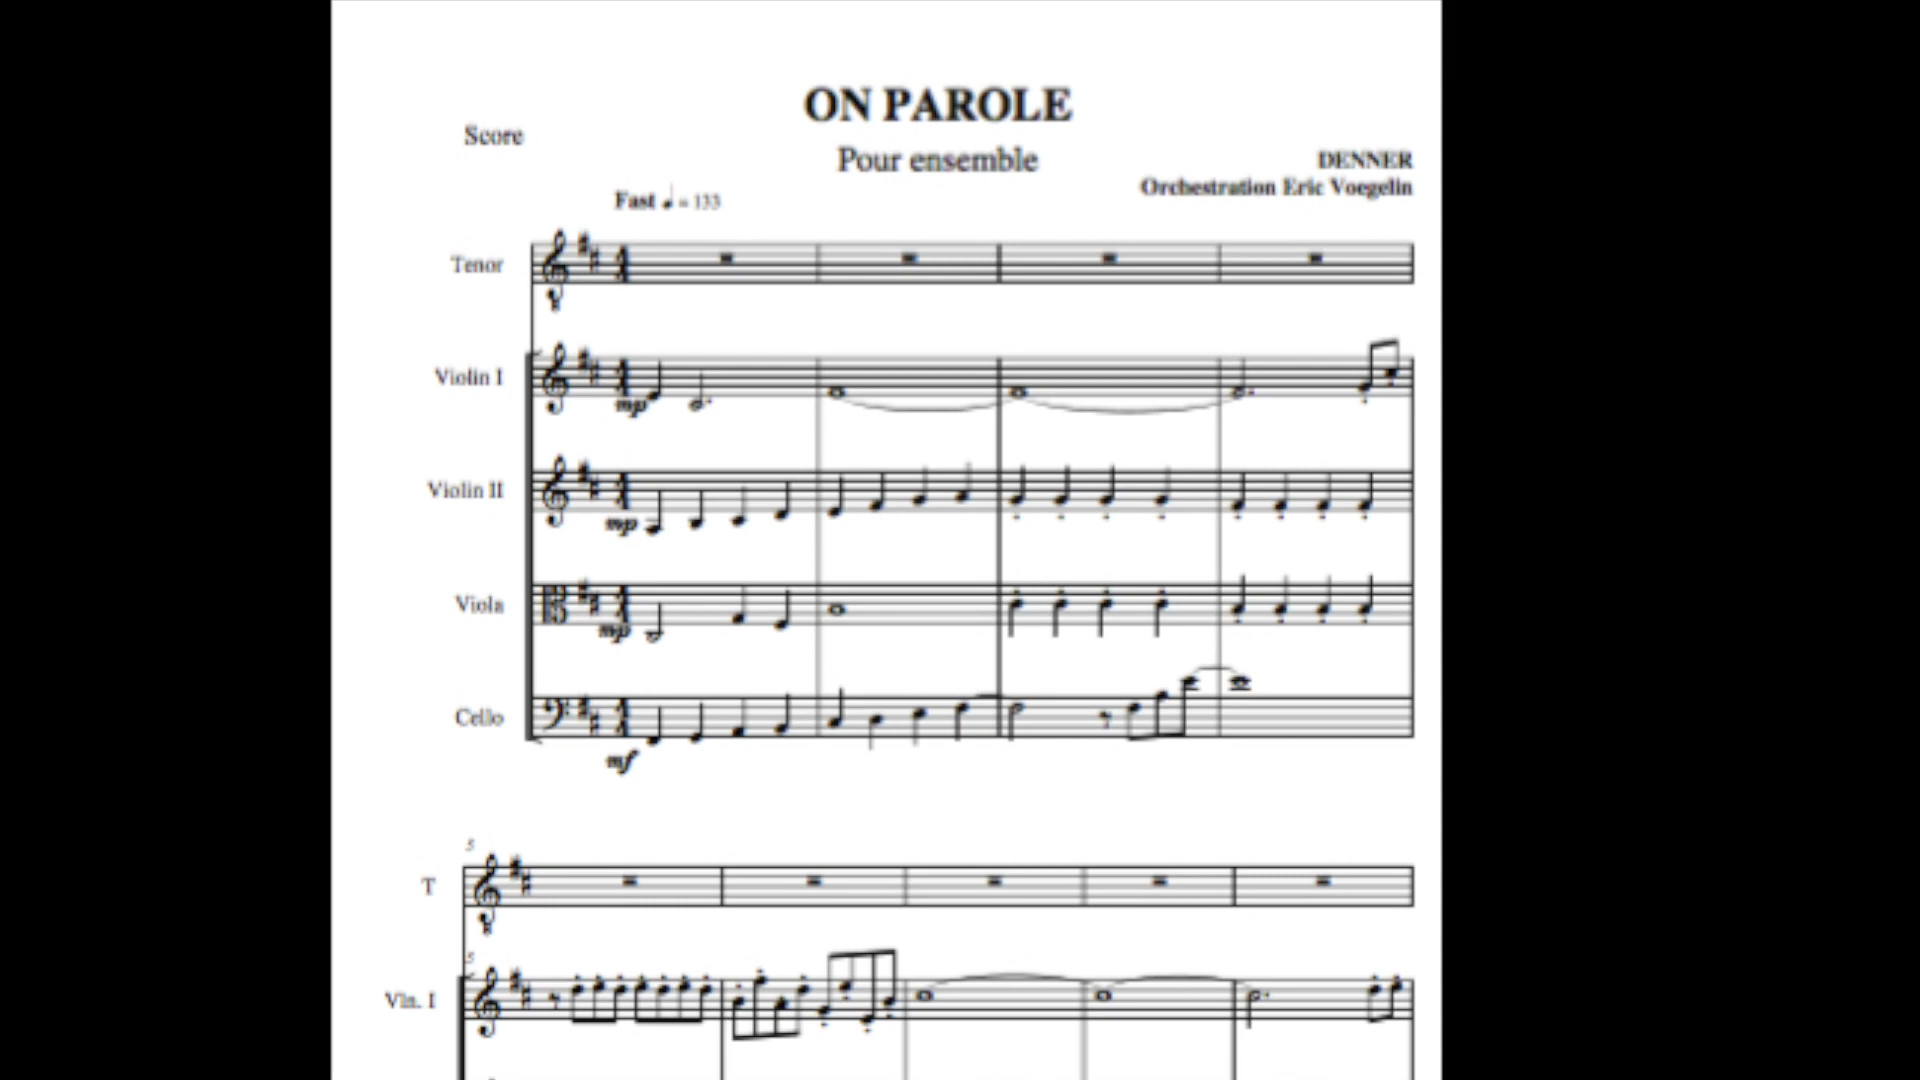 ON PAROLE
Score
Pour ensemble
DENNER
Orchestration Eric Voegelin
Fast ♩ = 133
Tenor
Violin I
mp
Violin II
mp
Viola
mp
Cello
mf
5
T
5
Vln. I